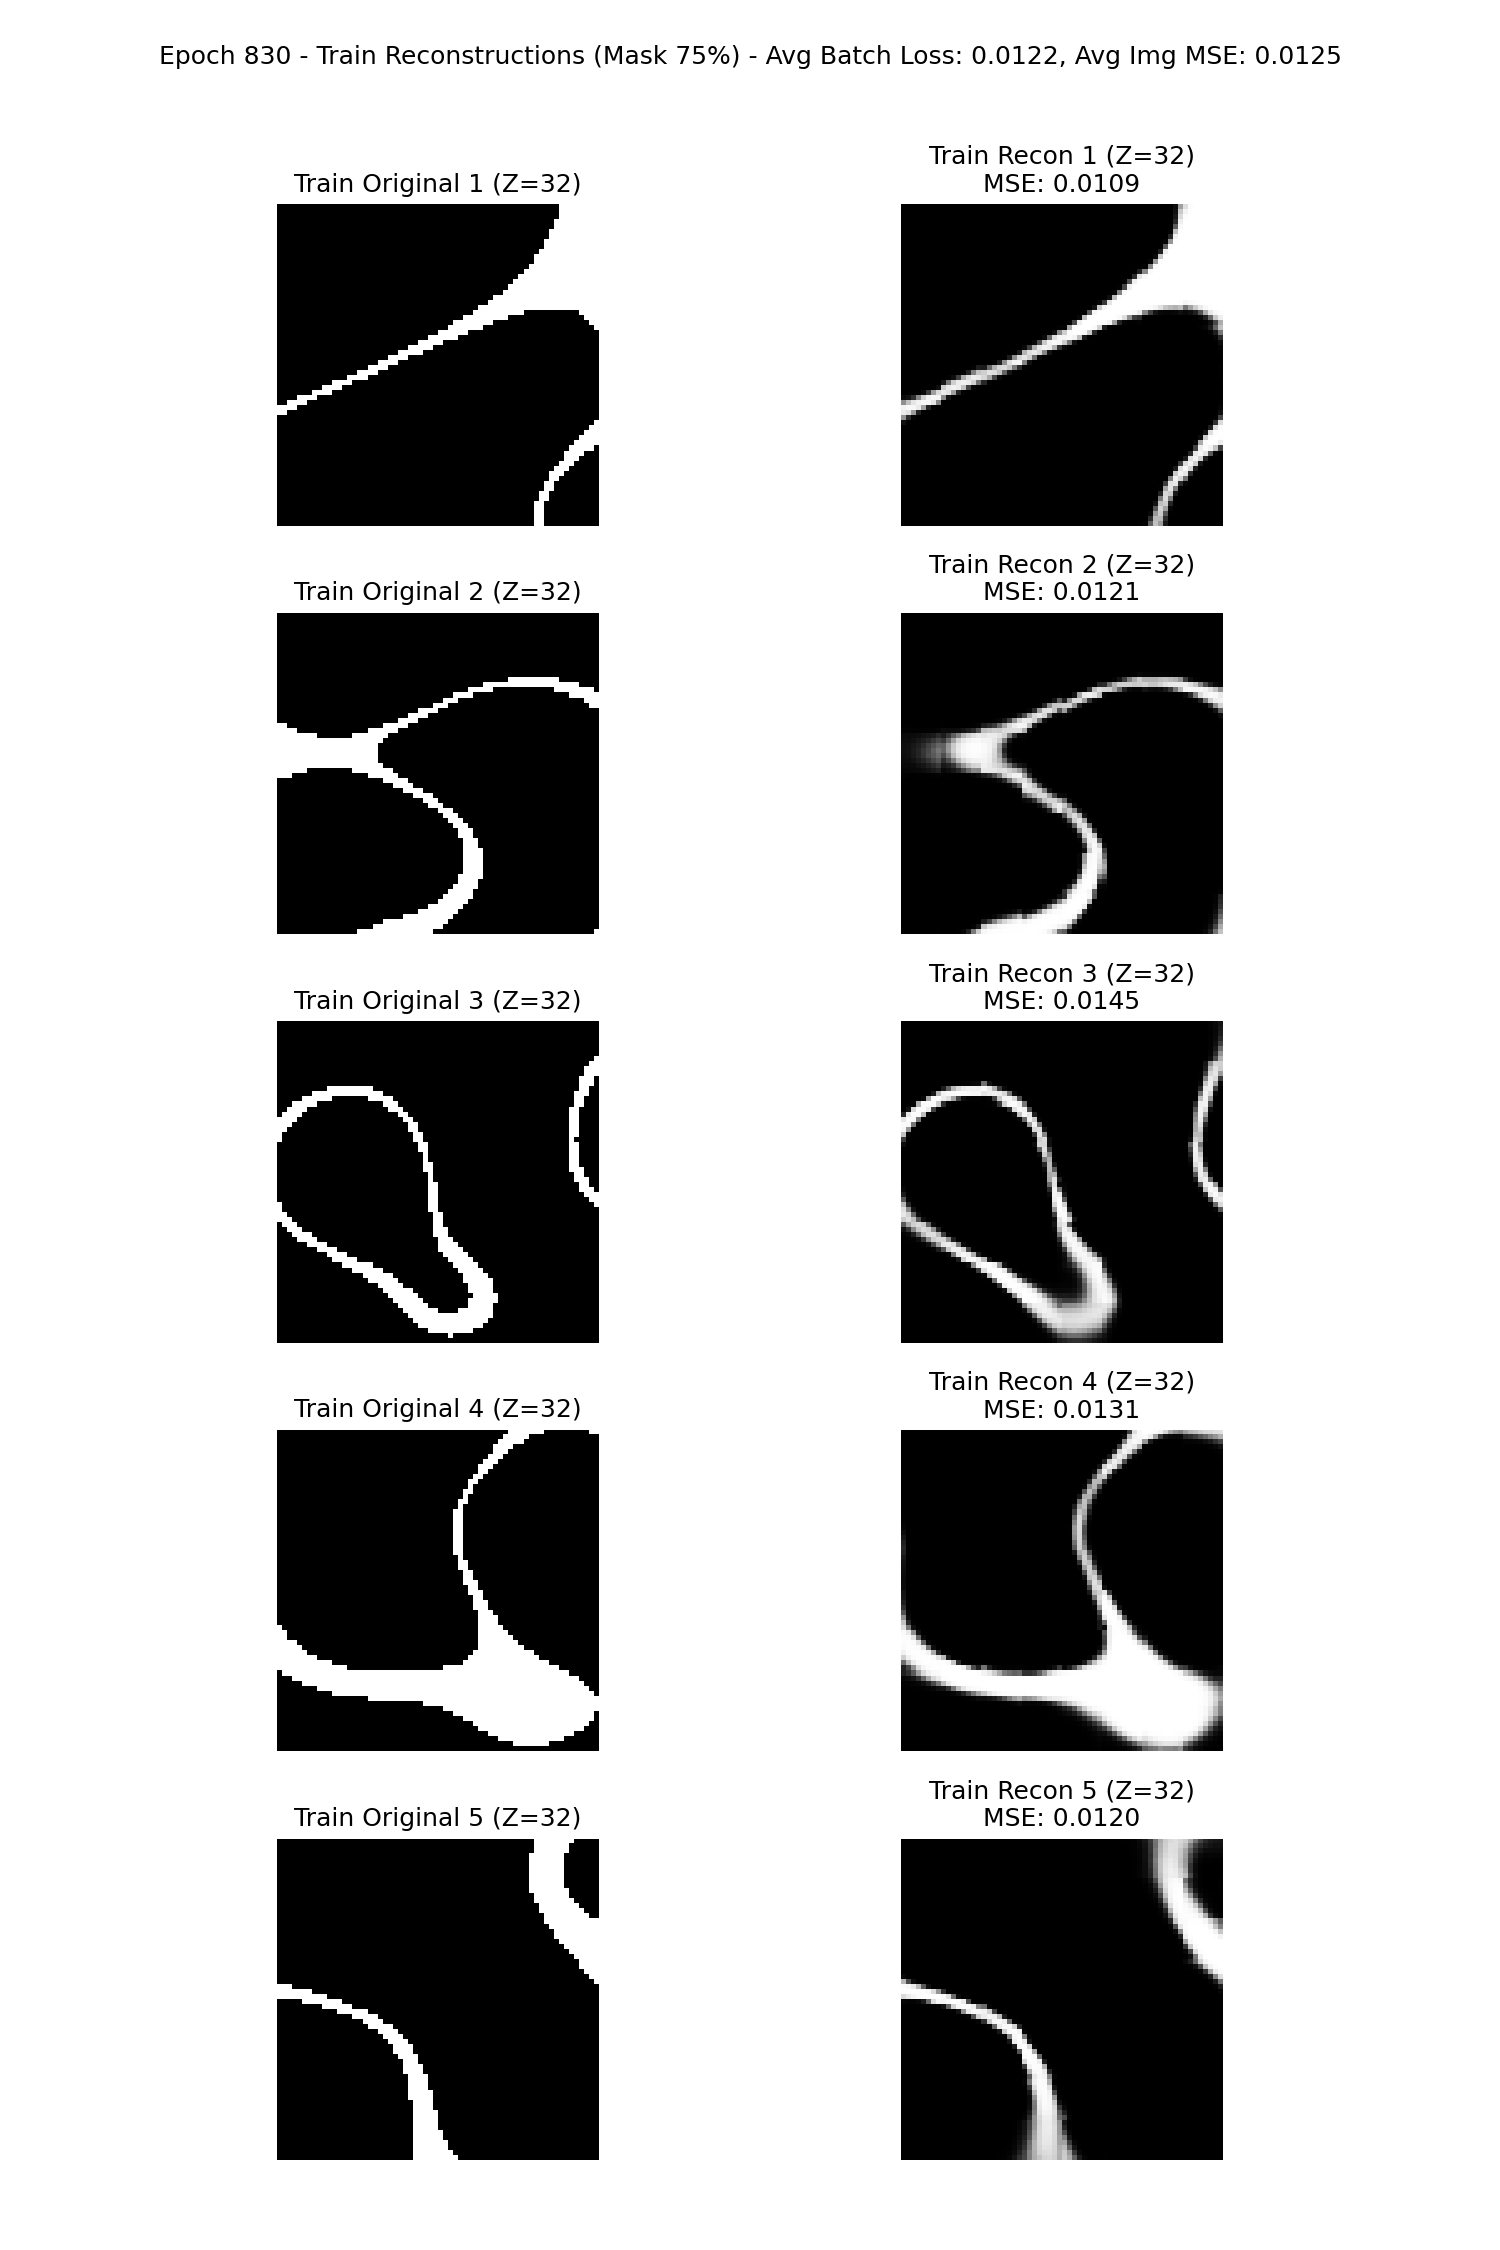 Epoch 830 - Train Reconstructions (Mask 75%) - Avg Batch Loss: 0.0122, Avg Img MSE: 0.0125
Train Original 1 (Z=32)
Train Recon 1 (Z=32)
MSE: 0.0109
Train Original 2 (Z=32)
Train Recon 2 (Z=32)
MSE: 0.0121
Train Original 3 (Z=32)
Train Recon 3 (Z=32)
MSE: 0.0145
Train Original 4 (Z=32)
Train Recon 4 (Z=32)
MSE: 0.0131
Train Original 5 (Z=32)
Train Recon 5 (Z=32)
MSE: 0.0120